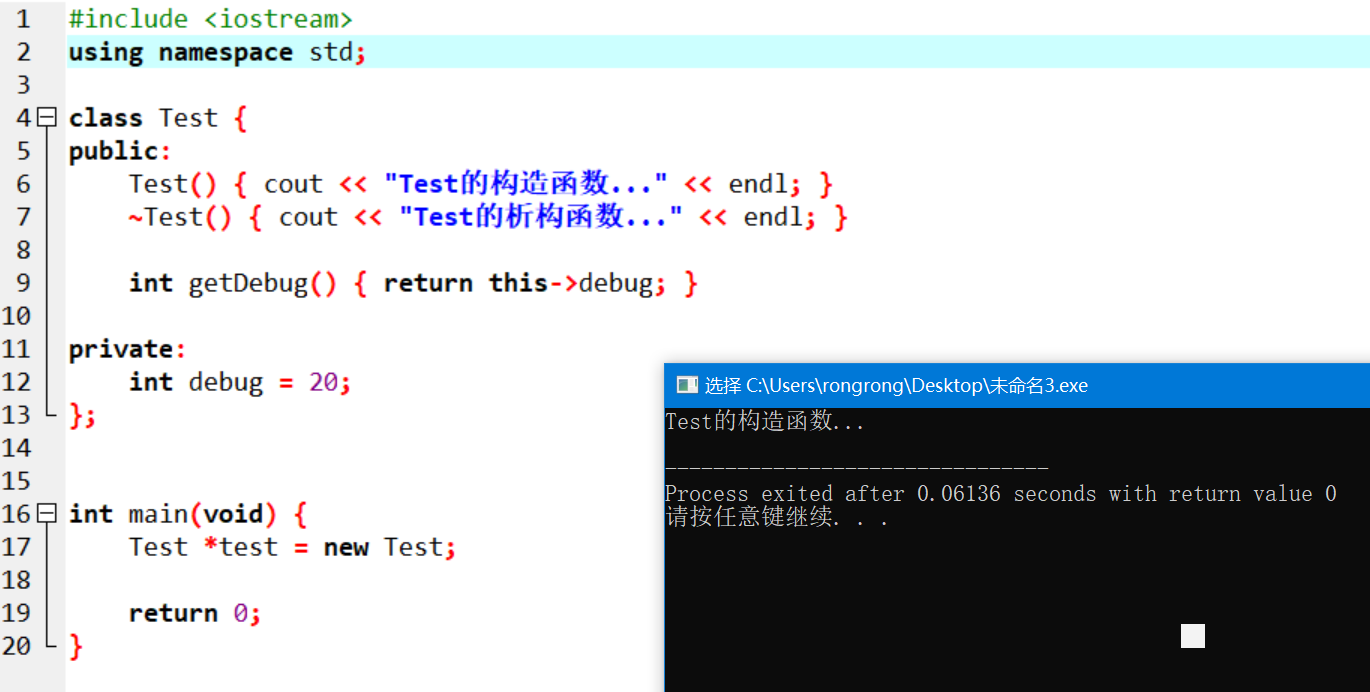 1 #include <iostream>
2 using namespace std;
3
4 class Test {
5 public:
6     Test() { cout << "Test的构造函数..." << endl; }
7     ~Test() { cout << "Test的析构函数..." << endl; }
8
9     int getDebug() { return this->debug; }
10
11 private:
12     int debug = 20;
13 };
14
15
16 int main(void) {
17     Test *test = new Test;
18
19     return 0;
20 }
选择 C:\Users\rongrong\Desktop\未命名3.exe
Test的构造函数...
--------------------------------
Process exited after 0.06136 seconds with return value 0
请按任意键继续. . .